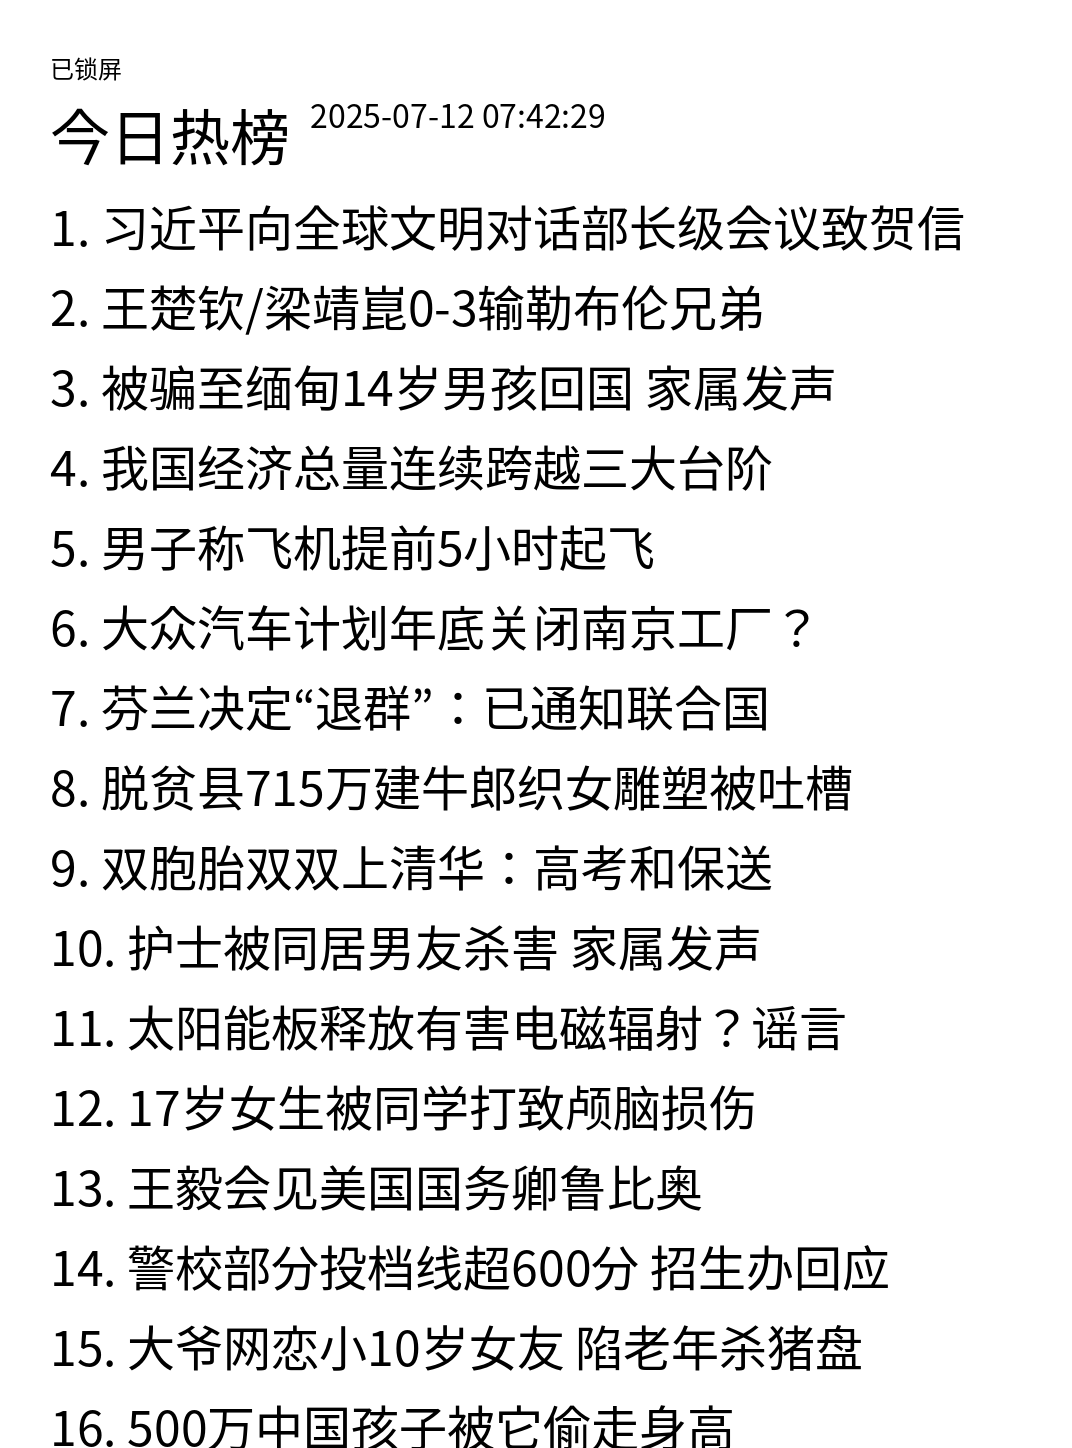 已锁屏
今日热榜 2025-07-12 07:42:29
1. 习近平向全球文明对话部长级会议致贺信
2. 王楚钦/梁靖崑0-3输勒布伦兄弟
3. 被骗至缅甸14岁男孩回国 家属发声
4. 我国经济总量连续跨越三大台阶
5. 男子称飞机提前5小时起飞
6. 大众汽车计划年底关闭南京工厂？
7. 芬兰决定“退群”：已通知联合国
8. 脱贫县715万建牛郎织女雕塑被吐槽
9. 双胞胎双双上清华：高考和保送
10. 护士被同居男友杀害 家属发声
11. 太阳能板释放有害电磁辐射？谣言
12. 17岁女生被同学打致颅脑损伤
13. 王毅会见美国国务卿鲁比奥
14. 警校部分投档线超600分 招生办回应
15. 大爷网恋小10岁女友 陷老年杀猪盘
16. 500万中国孩子被它偷走身高